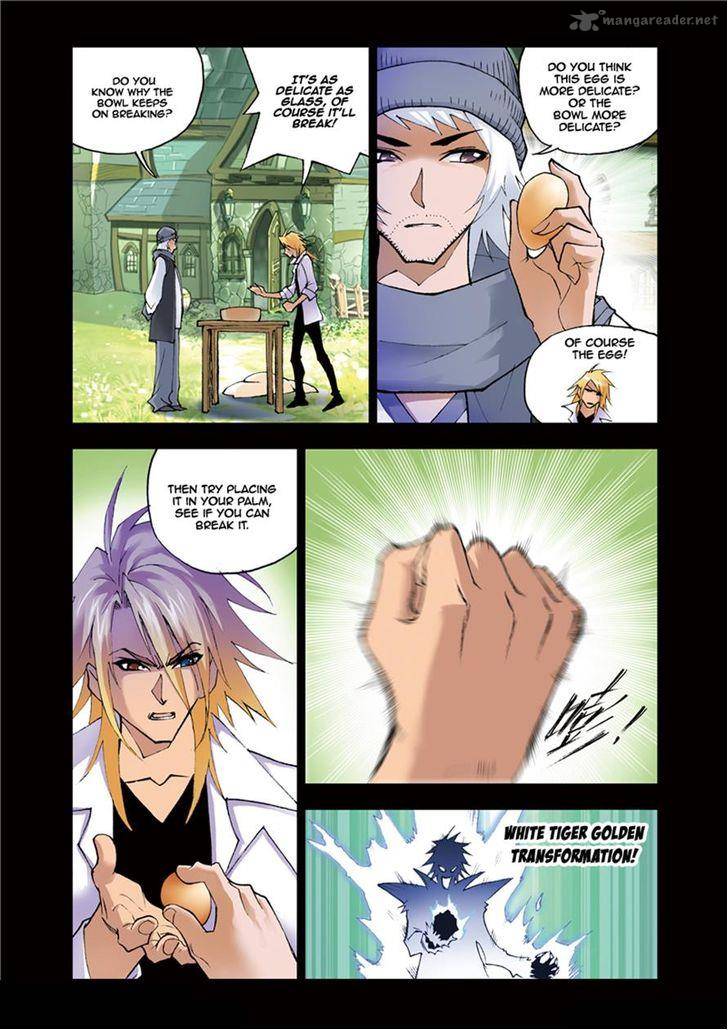 mangareader.net
DO YOU
KNOW WHY THE
BOWL KEEPS
ON BREAKING?
IT'S AS
DELICATE AS
GLASS, OF
COURSE IT'LL
BREAK!
DO YOU THINK
THIS EGG IS
MORE DELICATE?
OR THE
BOWL MORE
DELICATE?
OF COURSE
THE EGG!
THEN TRY PLACING
IT IN YOUR PALM,
SEE IF YOU CAN
BREAK IT.
WHITE TIGER GOLDEN
TRANSFORMATION!